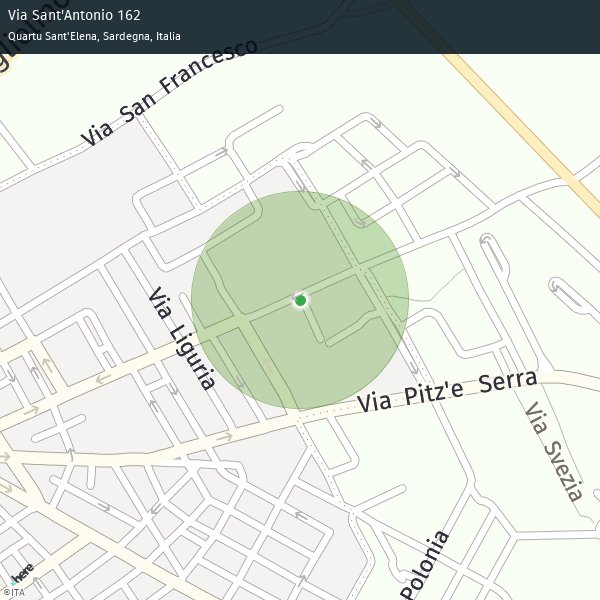 Via Sant'Antonio 162
Quartu Sant'Elena, Sardegna, Italia
Via San Francesco
Via Liguria
Via Pitz'e Serra
Via Svezia
Polonia
here
©ITA